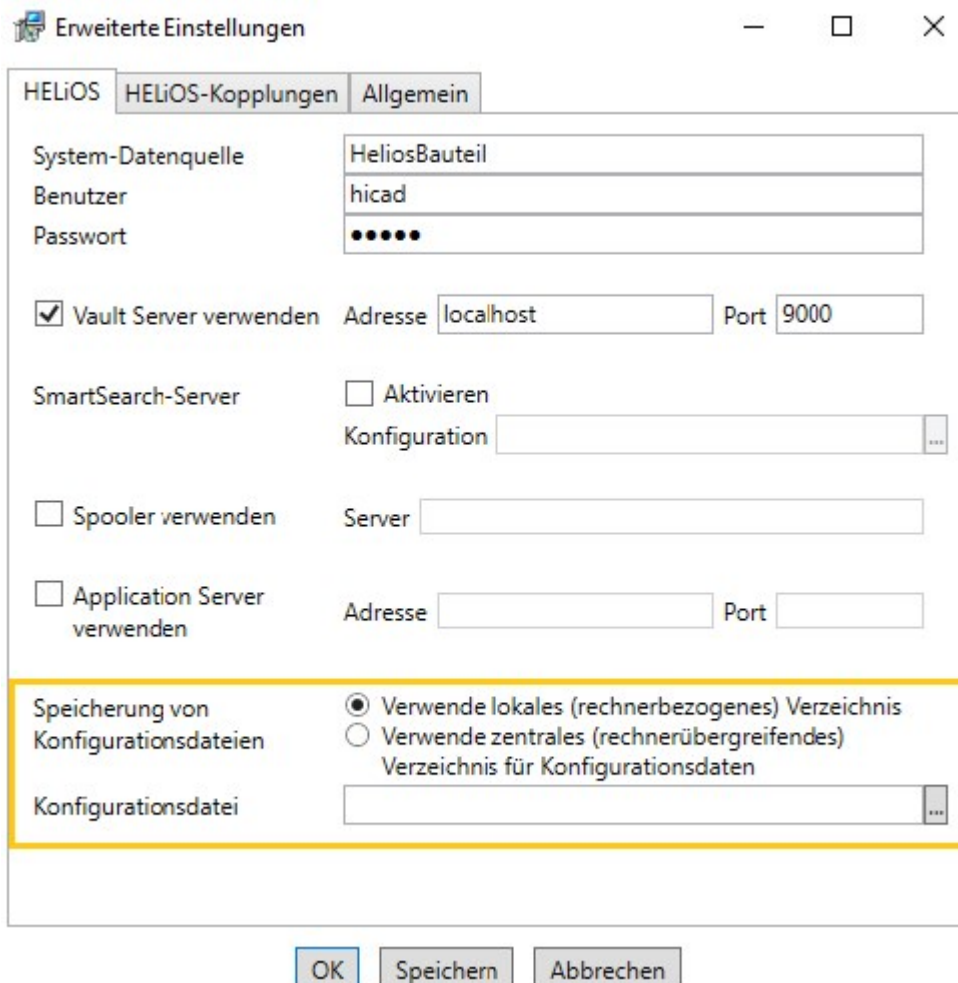 Erweiterte Einstellungen
HELiOS HELiOS-Kopplungen Allgemein
System-Datenquelle HeliosBauteil
Benutzer hicad
Passwort ●●●●●
Vault Server verwenden Adresse localhost Port 9000
SmartSearch-Server Aktivieren
Konfiguration ...
Spooler verwenden Server
Application Server
verwenden Adresse Port
Speicherung von
Konfigurationsdateien
Verwende lokales (rechnerbezogenes) Verzeichnis
Verwende zentrales (rechnerübergreifendes)
Verzeichnis für Konfigurationsdaten
Konfigurationsdatei ...
OK Speichern Abbrechen